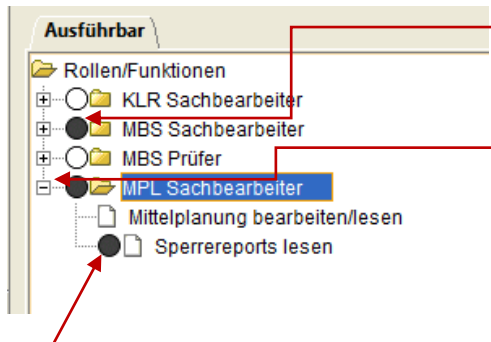 Ausführbar
Rollen/Funktionen
KLR Sachbearbeiter
MBS Sachbearbeiter
MBS Prüfer
MPL Sachbearbeiter
Mittelplanung bearbeiten/lesen
Sperrereports lesen